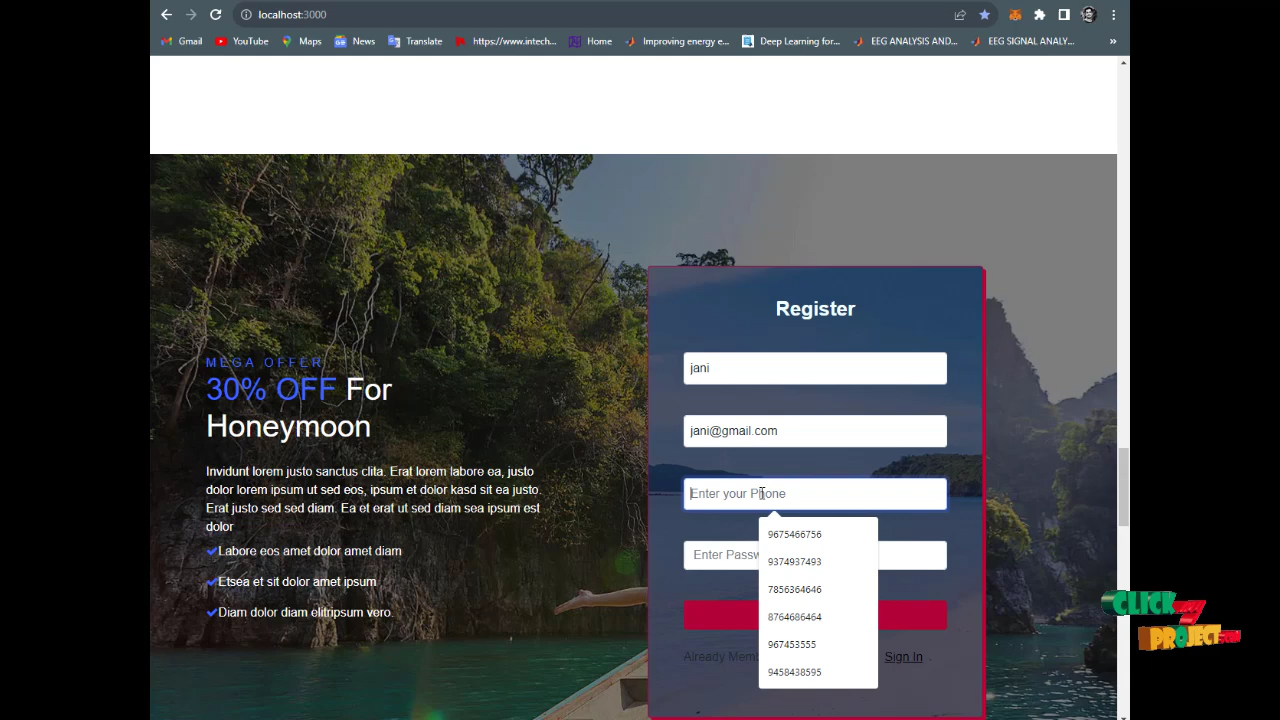 localhost:3000
Gmail
YouTube
Maps
News
Translate
https://www.intech...
Home
Improving energy e...
Deep Learning for...
EEG ANALYSIS AND...
EEG SIGNAL ANALY...
»
MEGA OFFER
30% OFF For
Honeymoon
Invidunt lorem justo sanctus clita. Erat lorem labore ea, justo
dolor lorem ipsum ut sed eos, ipsum et dolor kasd sit ea justo.
Erat justo sed sed diam. Ea et erat ut sed diam sea ipsum est
dolor
Labore eos amet dolor amet diam
Etsea et sit dolor amet ipsum
Diam dolor diam elitripsum vero.
Register
jani
jani@gmail.com
Enter your Phone
9675466756
9374937493
7856364646
8764686464
967453555
9458438595
Enter Passw
Already Memb
Sign In .
CLICK my
PROJECT.COM